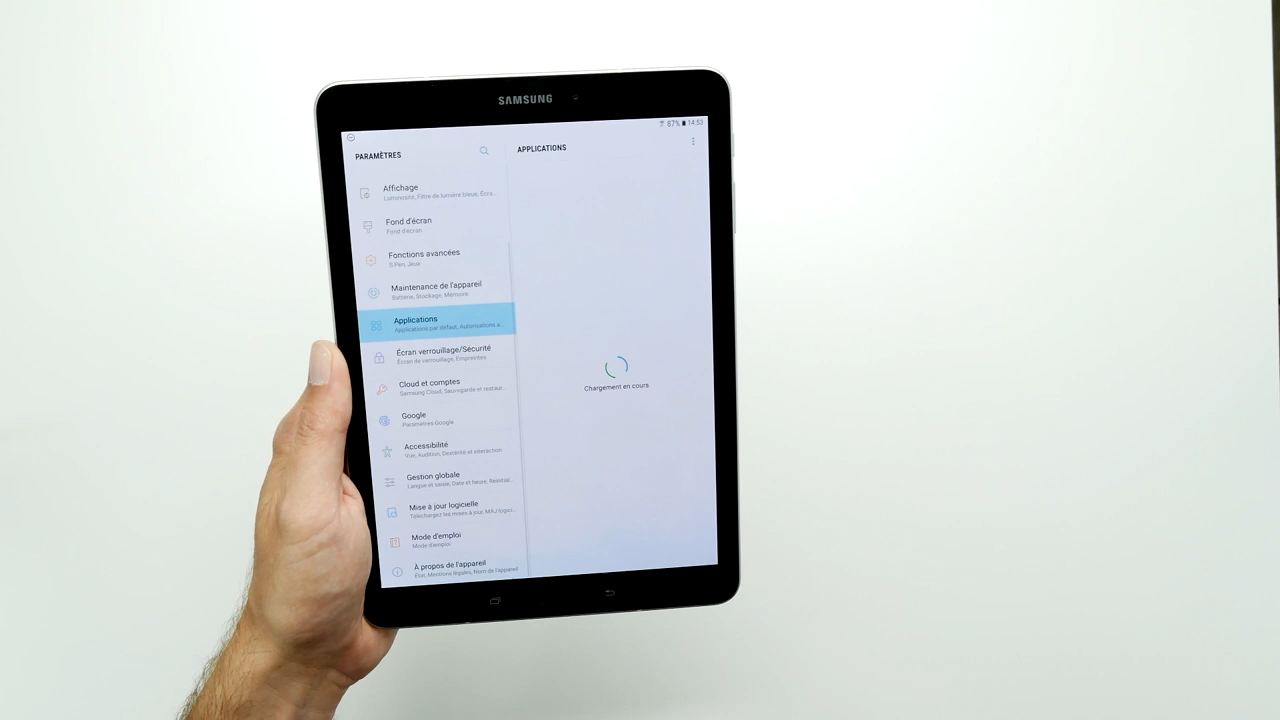 SAMSUNG
87% 14:53
PARAMÈTRES
APPLICATIONS
Affichage
Luminosité, Filtre de lumière bleue, Écra...
Fond d'écran
Fond d'écran
Fonctions avancées
S Pen, Jeux
Maintenance de l'appareil
Batterie, Stockage, Mémoire
Applications
Applications par défaut, Autorisations a...
Écran verrouillage/Sécurité
Écran de verrouillage, Empreintes
Cloud et comptes
Samsung Cloud, Sauvegarde et restaur...
Google
Paramètres Google
Accessibilité
Vue, Audition, Dextérité et interaction
Gestion globale
Langue et saisie, Date et heure, Réinitial...
Mise à jour logicielle
Téléchargez les mises à jour, MÀJ logici...
Mode d'emploi
Mode d'emploi
À propos de l'appareil
État, Mentions légales, Nom de l'appareil
Chargement en cours